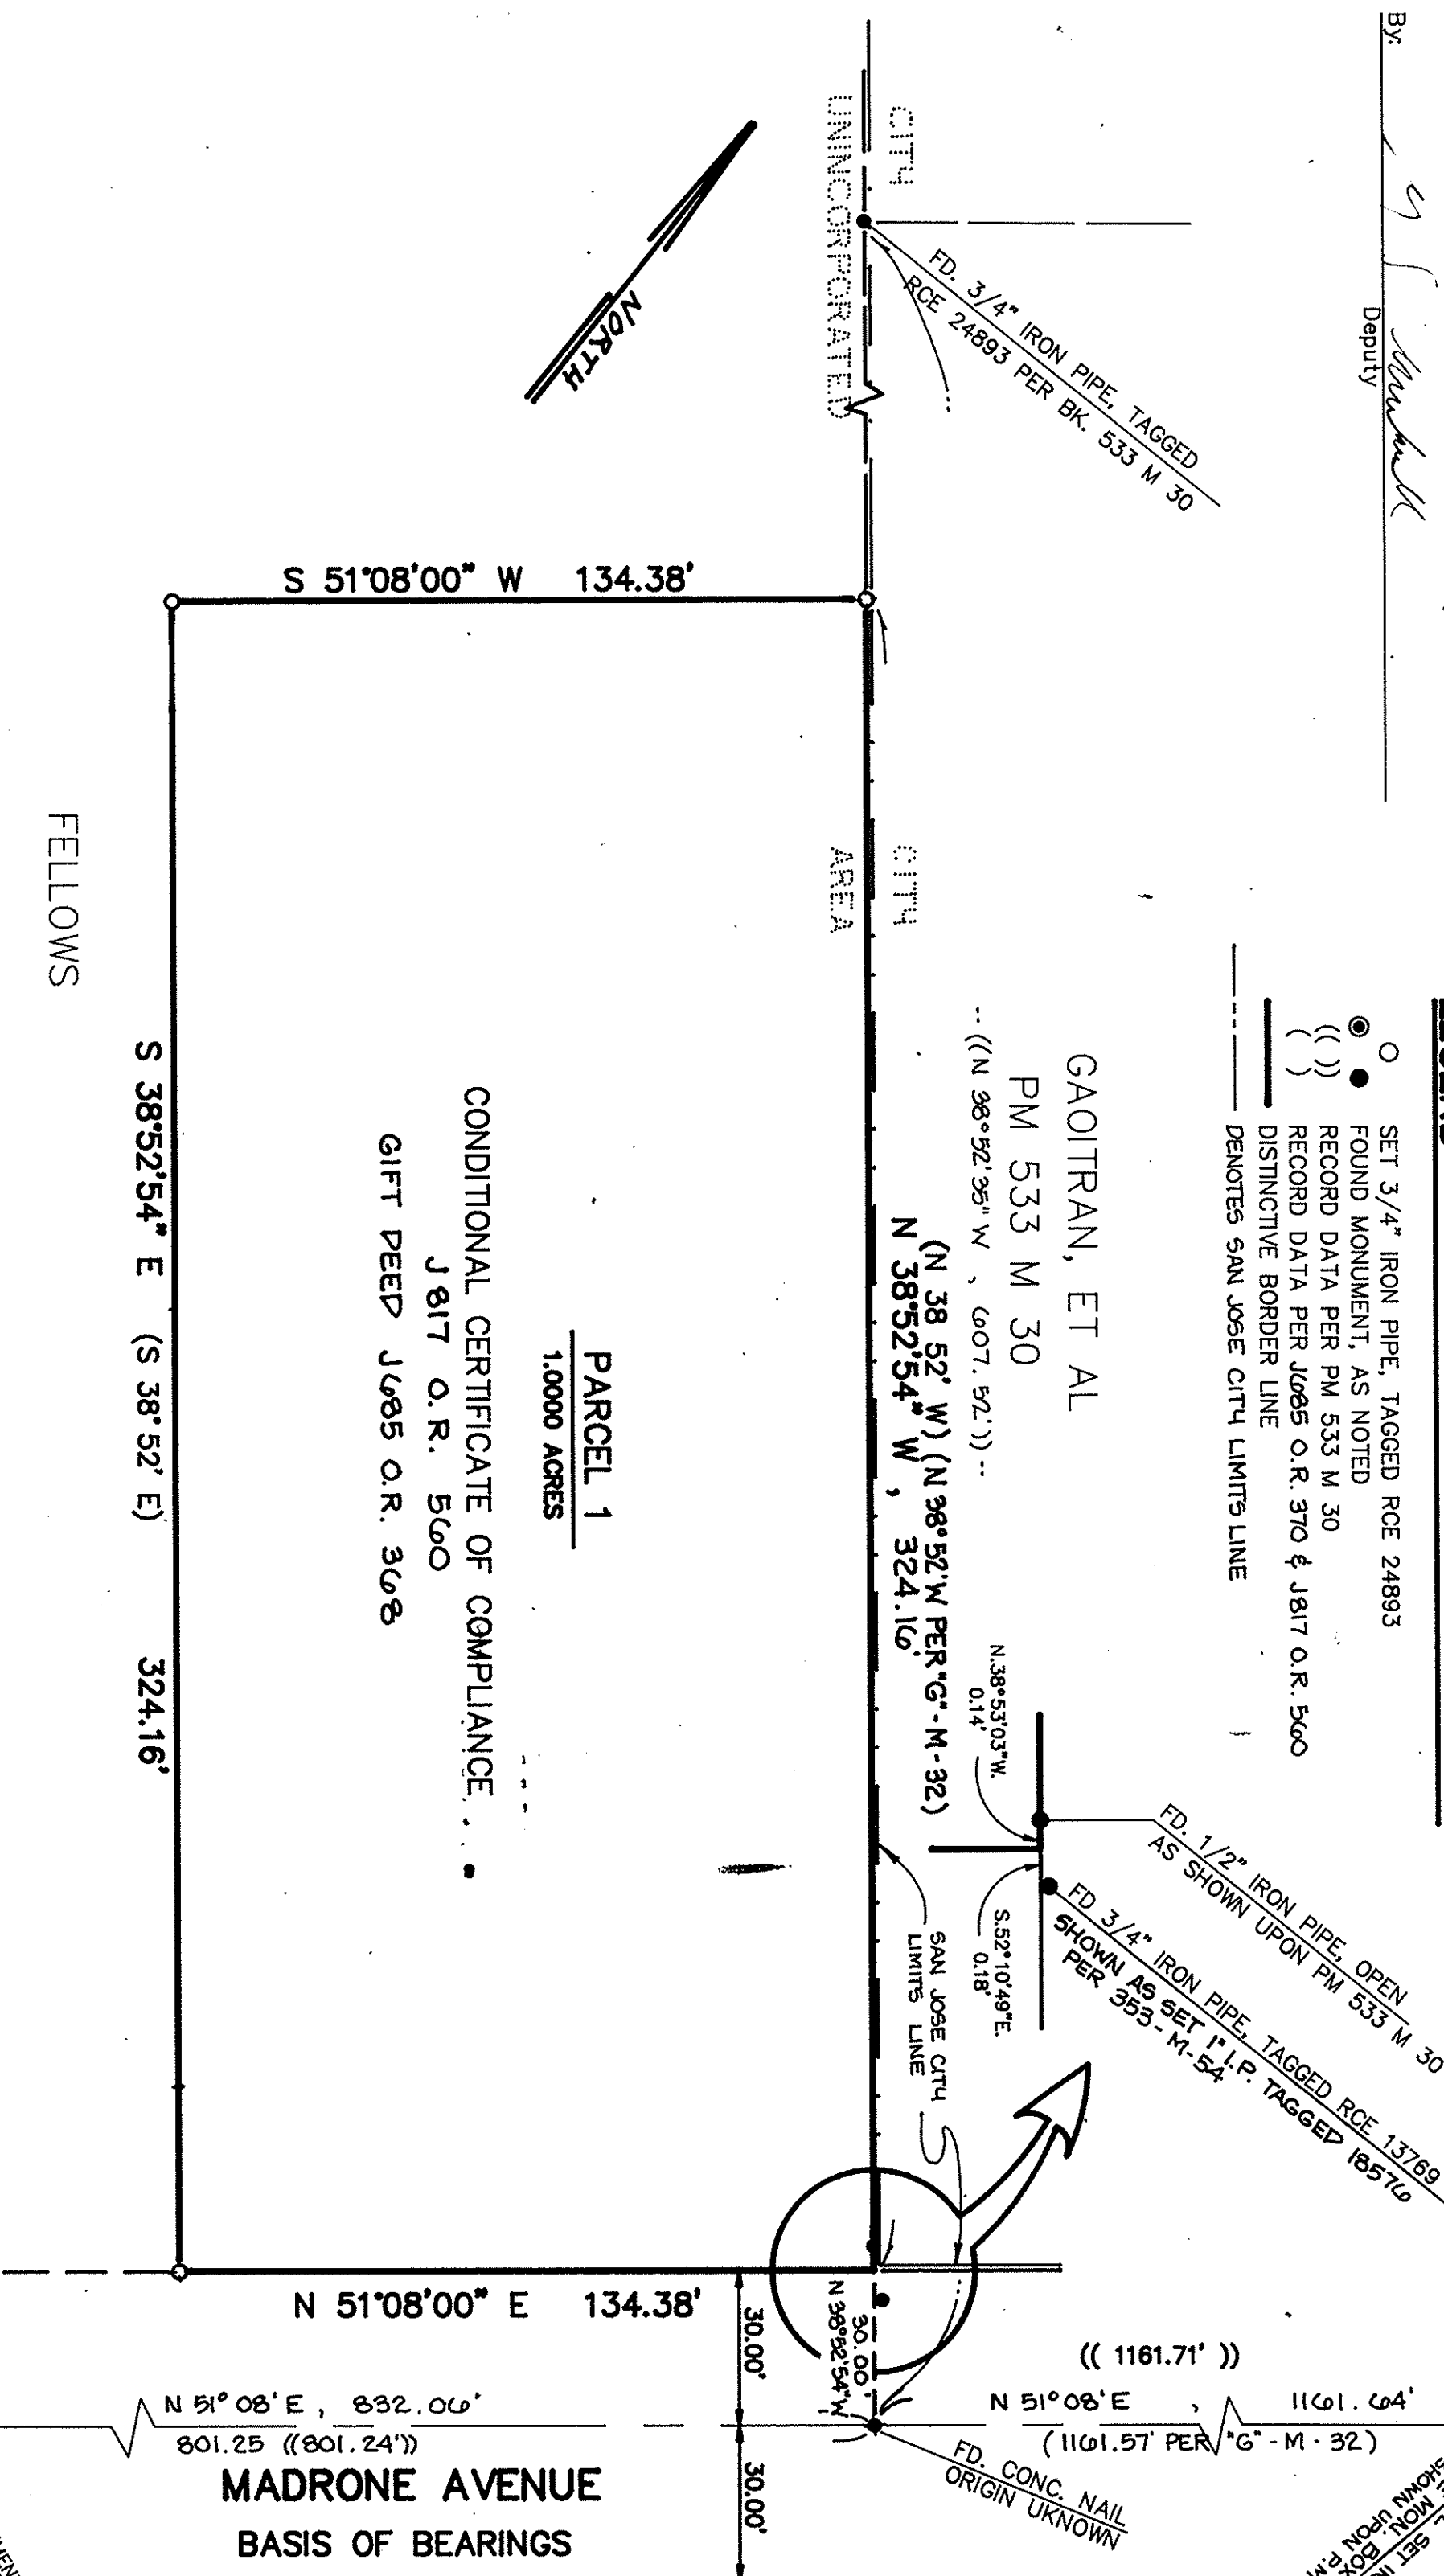 By:
Deputy
SET 3/4" IRON PIPE, TAGGED RCE 24893
FOUND MONUMENT, AS NOTED
(( )) RECORD DATA PER PM 533 M 30
( ) RECORD DATA PER J685 O.R. 370 & J817 O.R. 560
DISTINCTIVE BORDER LINE
DENOTES SAN JOSE CITY LIMITS LINE
CITY
UNINCORPORATED
CITY
AREA
FD. 3/4" IRON PIPE, TAGGED
RCE 24893 PER BK. 533 M 30
NORTH
S 51°08'00" W 134.38'
GAOITRAN, ET AL
PM 533 M 30
-- ((N 38°52'35" W , 607.52')) --
(N 38 52' W) (N 38°52'W PER "G"-M-32)
N 38°52'54" W , 324.16'
N.38°53'03"W.
0.14'
S.52°10'49"E.
0.18'
FD. 1/2" IRON PIPE, OPEN
AS SHOWN UPON PM 533 M 30
FD 3/4" IRON PIPE, TAGGED RCE 13769
SHOWN AS SET 1" I.P. TAGGED 18576
PER 353-M-54
SAN JOSE CITY
LIMITS LINE
PARCEL 1
1.0000 ACRES
CONDITIONAL CERTIFICATE OF COMPLIANCE
J 817 O.R. 560
GIFT DEED J685 O.R. 368
S 38°52'54" E (S 38°52' E) 324.16'
FELLOWS
N 51°08'00" E 134.38'
30.00'
30.00'
30.00'
N 38°52'54"W
(( 1161.71' ))
N 51°08'E , 1161.64'
(1161.57' PER "G"-M-32)
N 51°08'E, 832.06'
801.25 ((801.24'))
MADRONE AVENUE
BASIS OF BEARINGS
FD. CONC. NAIL
ORIGIN UKNOWN
MON. BOX
SHOWN UPON P.M